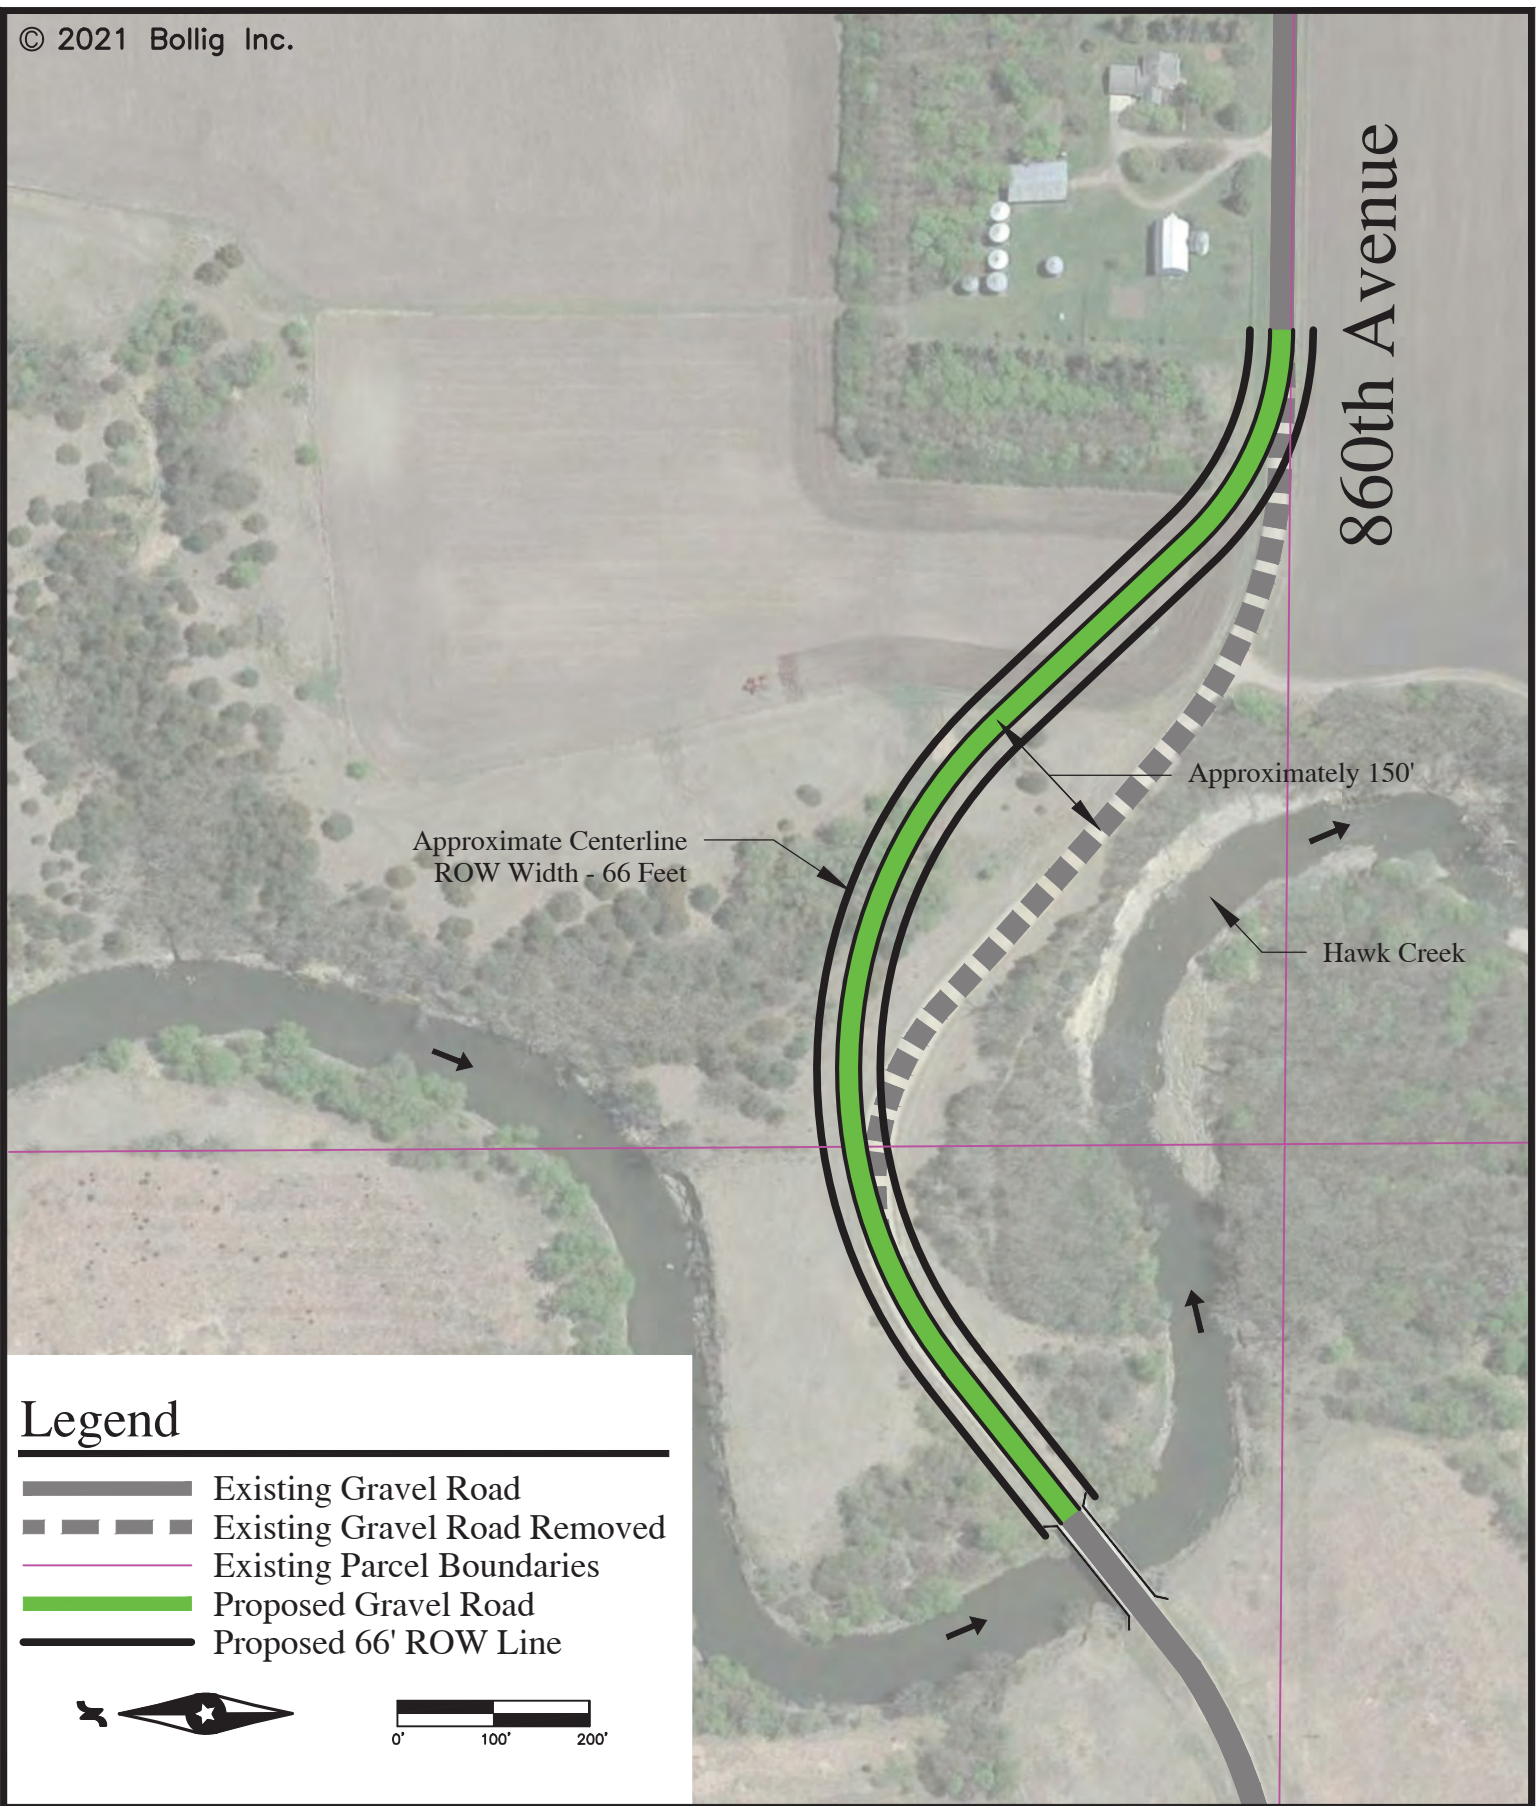 © 2021 Bollig Inc.
860th Avenue
Approximately 150'
Approximate Centerline
ROW Width - 66 Feet
Hawk Creek
Legend
Existing Gravel Road
Existing Gravel Road Removed
Existing Parcel Boundaries
Proposed Gravel Road
Proposed 66' ROW Line
N
0' 100' 200'